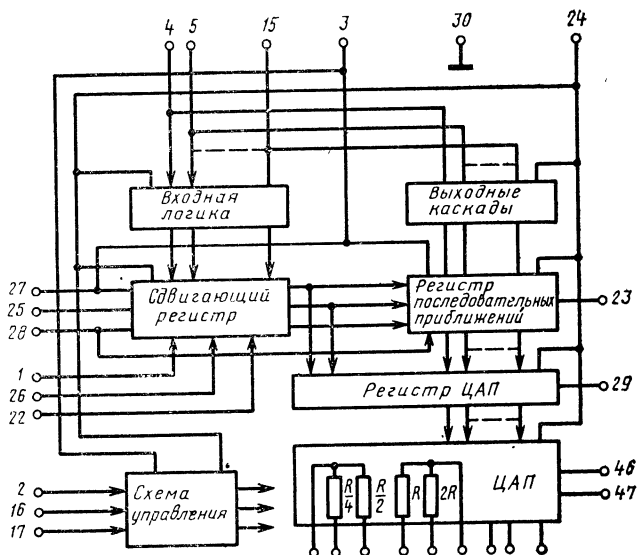 4 5 15 3 30 24
Входная
логика
Выходные
каскады
27
25
28
Сдвигающий
регистр
Регистр
последовательных
приближений
23
1
26
22
Регистр ЦАП
29
2
16
17
Схема
управления
R/4
R/2
R
2R
ЦАП
46
47